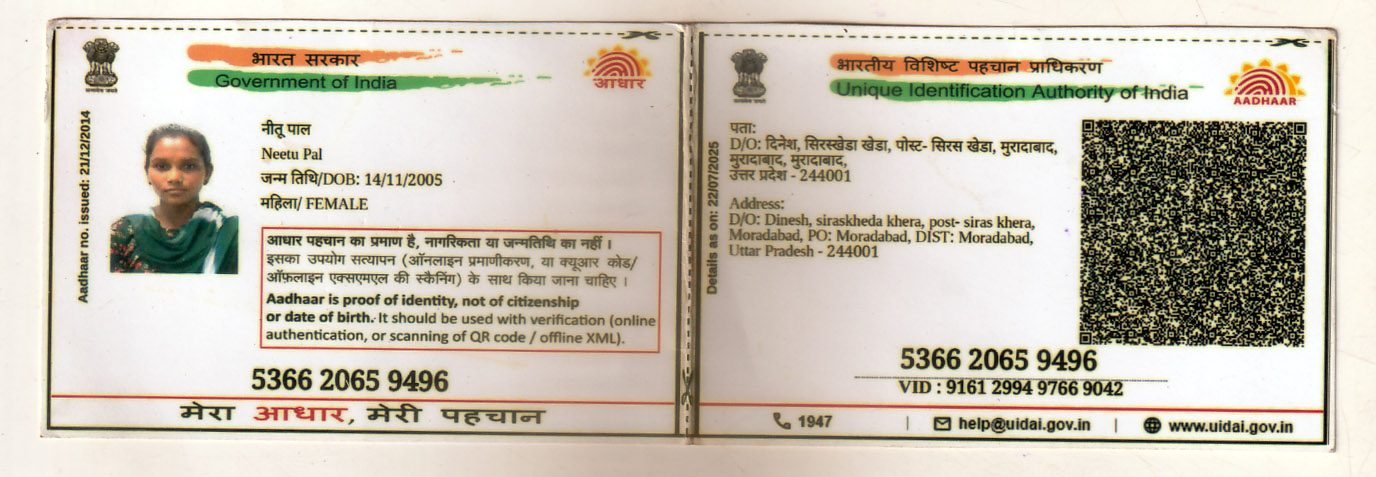 भारत सरकार
Government of India
आधार
Aadhaar no. issued: 21/12/2014
नीतू पाल
Neetu Pal
जन्म तिथि/DOB: 14/11/2005
महिला/ FEMALE
आधार पहचान का प्रमाण है, नागरिकता या जन्मतिथि का नहीं ।
इसका उपयोग सत्यापन (ऑनलाइन प्रमाणीकरण, या क्यूआर कोड/
ऑफ़लाइन एक्सएमएल की स्कैनिंग) के साथ किया जाना चाहिए ।
Aadhaar is proof of identity, not of citizenship
or date of birth. It should be used with verification (online
authentication, or scanning of QR code / offline XML).
5366 2065 9496
मेरा आधार, मेरी पहचान
भारतीय विशिष्ट पहचान प्राधिकरण
Unique Identification Authority of India
AADHAAR
Details as on: 22/07/2025
पता:
D/O: दिनेश, सिरस्खेडा खेडा, पोस्ट- सिरस खेडा, मुरादाबाद,
मुरादाबाद, मुरादाबाद,
उत्तर प्रदेश - 244001
Address:
D/O: Dinesh, siraskheda khera, post- siras khera,
Moradabad, PO: Moradabad, DIST: Moradabad,
Uttar Pradesh - 244001
5366 2065 9496
VID : 9161 2994 9766 9042
1947 | help@uidai.gov.in | www.uidai.gov.in